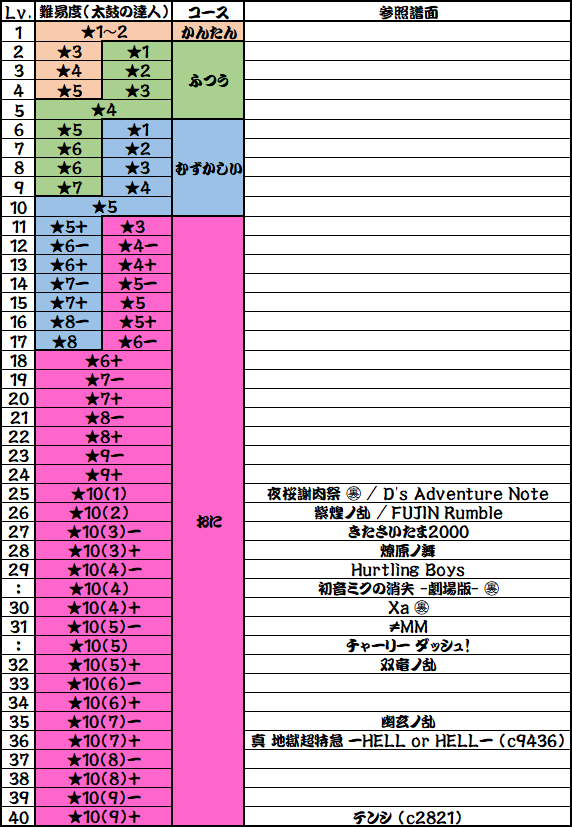 Lv. 難易度(太鼓の達人) コース 参照譜面
1 ★1~2 かんたん
2 ★3 ★1
3 ★4 ★2
ふつう
4 ★5 ★3
5 ★4
6 ★5 ★1
7 ★6 ★2
8 ★6 ★3 むずかしい
9 ★7 ★4
10 ★5
11 ★5+ ★3
12 ★6- ★4-
13 ★6+ ★4+
14 ★7- ★5-
15 ★7+ ★5
16 ★8- ★5+
17 ★8 ★6-
18 ★6+
19 ★7-
20 ★7+
21 ★8-
22 ★8+
23 ★9-
24 ★9+
25 ★10(1) 夜桜謝肉祭 ㊙ / D's Adventure Note
26 ★10(2) おに 紫煌ノ乱 / FUJIN Rumble
27 ★10(3)- きたさいたま2000
28 ★10(3)+ 燎原ノ舞
29 ★10(4)- Hurtling Boys
: ★10(4) 初音ミクの消失 -劇場版- 裏
30 ★10(4)+ Xa 裏
31 ★10(5)- ≠MM
: ★10(5) チャーリー ダッシュ!
32 ★10(5)+ 双竜ノ乱
33 ★10(6)-
34 ★10(6)+
35 ★10(7)- 幽玄ノ乱
36 ★10(7)+ 真 地獄超特急 -HELL or HELL- (c9436)
37 ★10(8)-
38 ★10(8)+
39 ★10(9)-
40 ★10(9)+ テンシ (c2821)